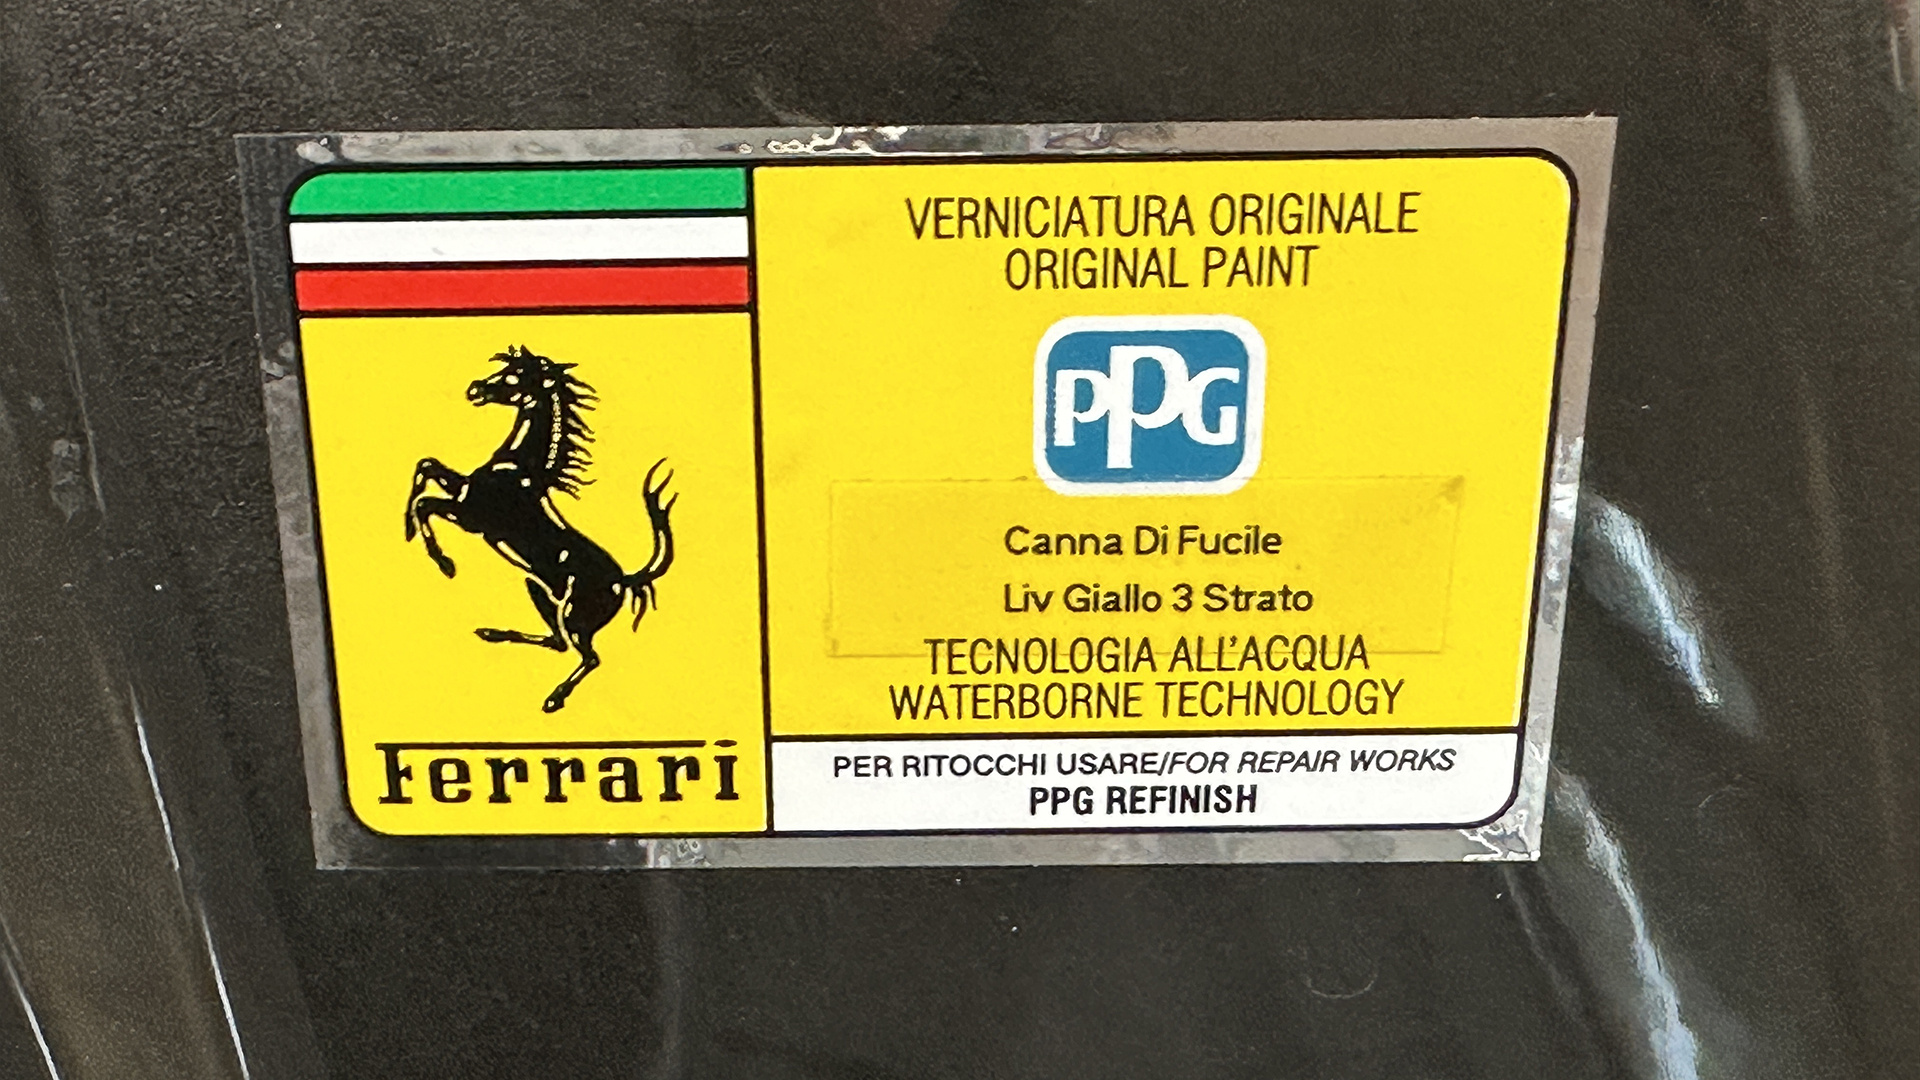 VERNICIATURA ORIGINALE
ORIGINAL PAINT
PPG
Canna Di Fucile
Liv Giallo 3 Strato
TECNOLOGIA ALL'ACQUA
WATERBORNE TECHNOLOGY
Ferrari
PER RITOCCHI USARE/FOR REPAIR WORKS
PPG REFINISH